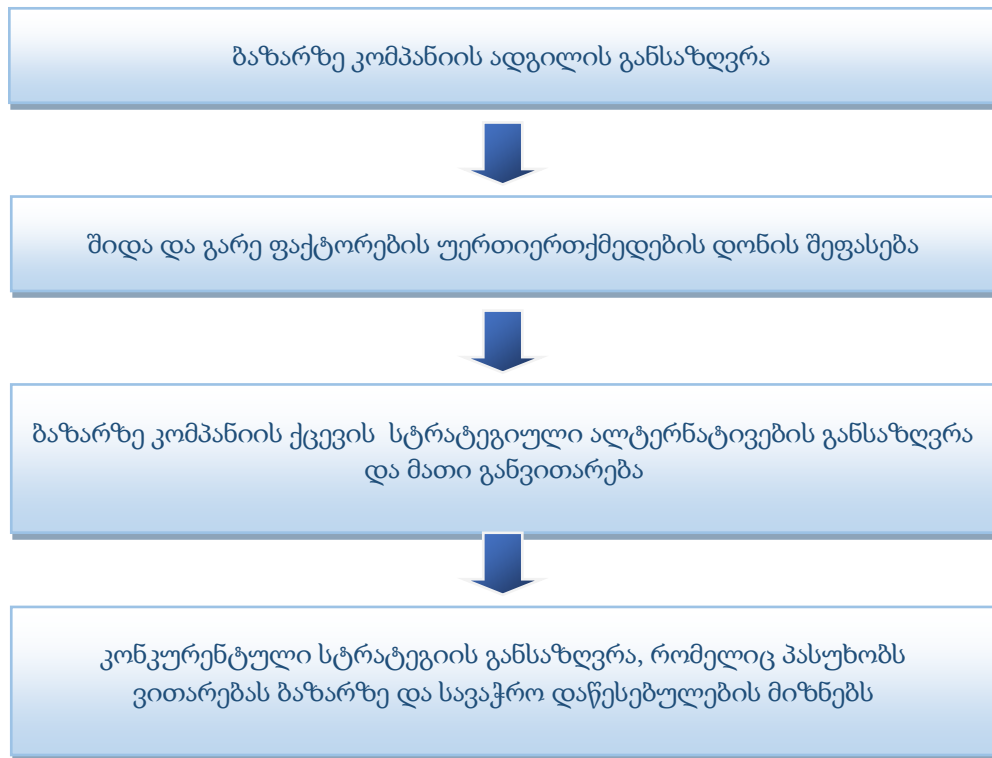 ბაზარზე კომპანიის ადგილის განსაზღვრა
შიდა და გარე ფაქტორების უერთიერთქმედების დონის შეფასება
ბაზარზე კომპანიის ქცევის სტრატეგიული ალტერნატივების განსაზღვრა
და მათი განვითარება
კონკურენტული სტრატეგიის განსაზღვრა, რომელიც პასუხობს
ვითარებას ბაზარზე და სავაჭრო დაწესებულების მიზნებს